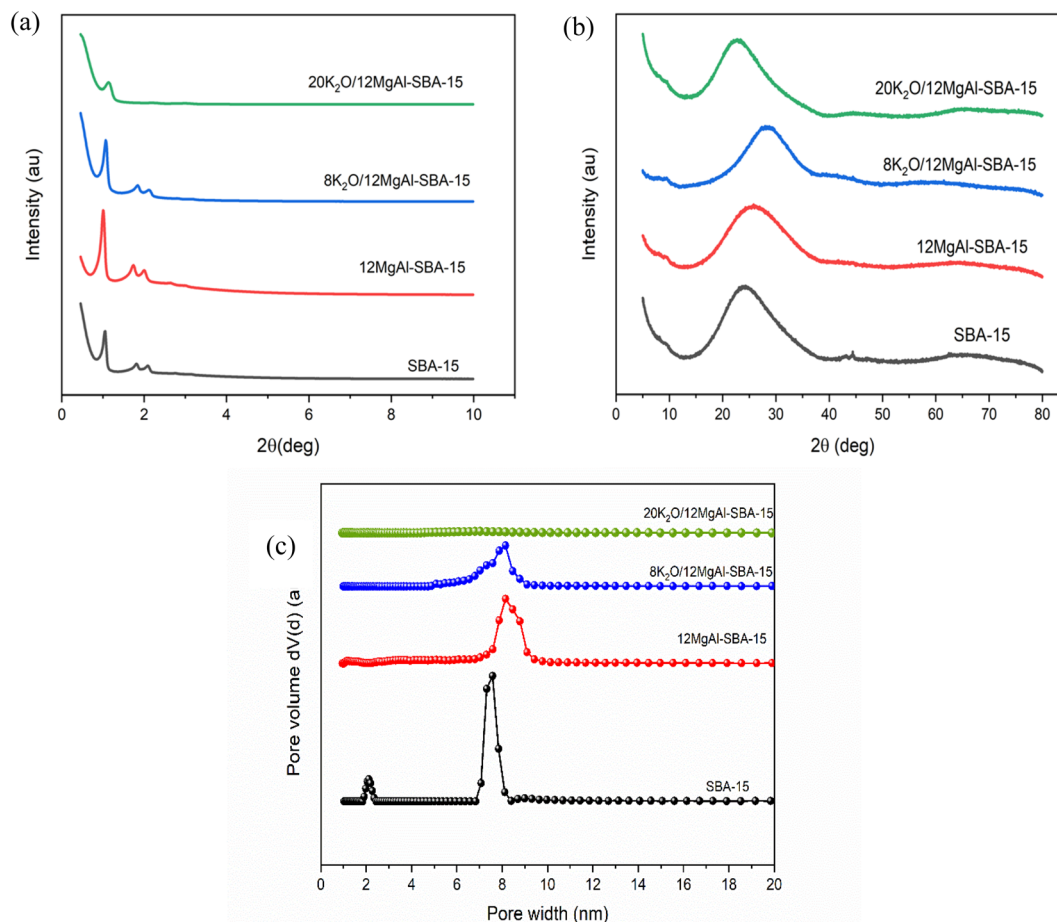 (a)
20K₂O/12MgAl-SBA-15
8K₂O/12MgAl-SBA-15
12MgAl-SBA-15
SBA-15
Intensity (au)
0 2 4 6 8 10
2θ(deg)
(b)
20K₂O/12MgAl-SBA-15
8K₂O/12MgAl-SBA-15
12MgAl-SBA-15
SBA-15
Intensity (au)
0 10 20 30 40 50 60 70 80
2θ (deg)
(c)
20K₂O/12MgAl-SBA-15
8K₂O/12MgAl-SBA-15
12MgAl-SBA-15
SBA-15
Pore volume dV(d) (a
0 2 4 6 8 10 12 14 16 18 20
Pore width (nm)